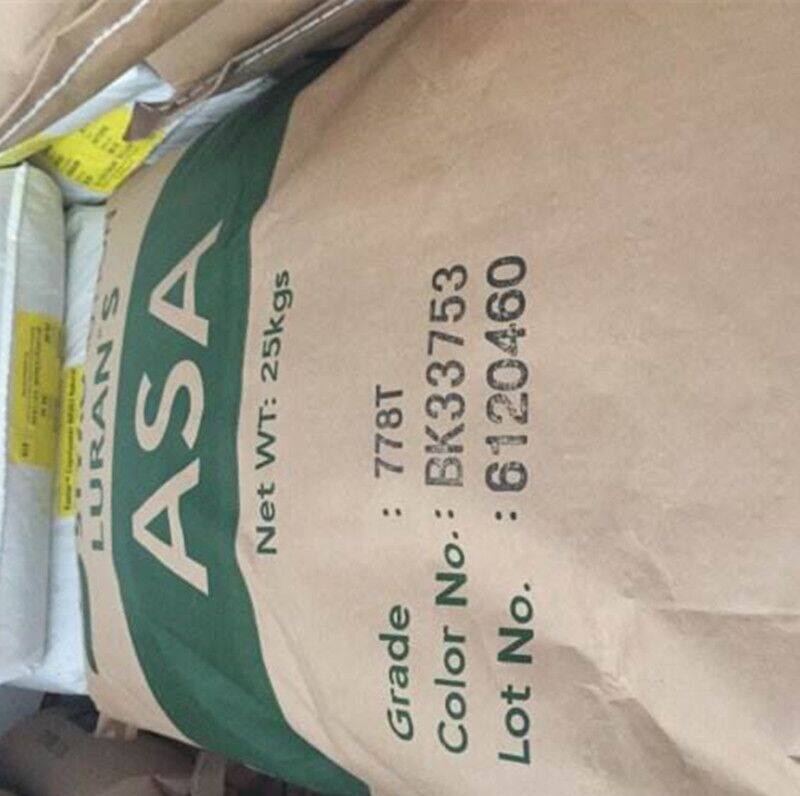 LURAN®S
ASA
Net WT: 25kgs
Grade : 778T
Color No.: BK33753
Lot No. : 6120460